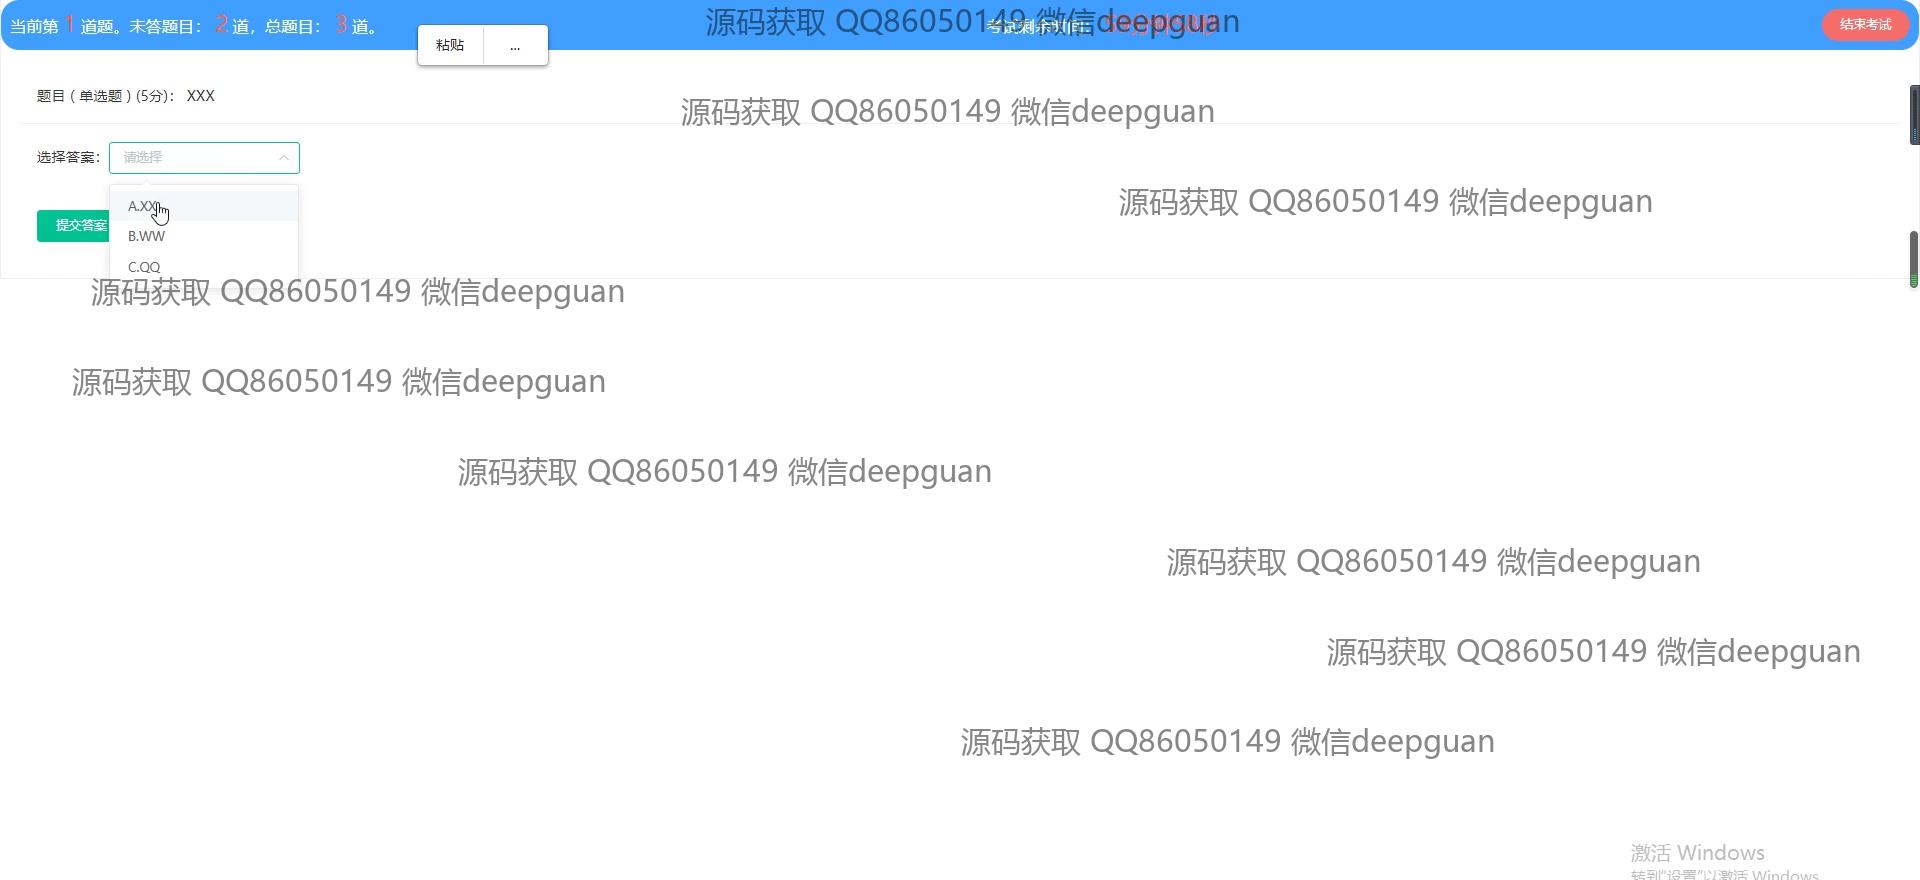 当前第 1 道题。未答题目： 2 道，总题目： 3 道。
源码获取 QQ86050149 微信deepguan
考试剩余时间：
结束考试
粘贴
...
题目 ( 单选题 ) (5分)： XXX
源码获取 QQ86050149 微信deepguan
选择答案：
请选择
A.XX
源码获取 QQ86050149 微信deepguan
提交答案
B.WW
C.QQ
源码获取 QQ86050149 微信deepguan
源码获取 QQ86050149 微信deepguan
源码获取 QQ86050149 微信deepguan
源码获取 QQ86050149 微信deepguan
源码获取 QQ86050149 微信deepguan
源码获取 QQ86050149 微信deepguan
激活 Windows
转到"设置"以激活 Windows